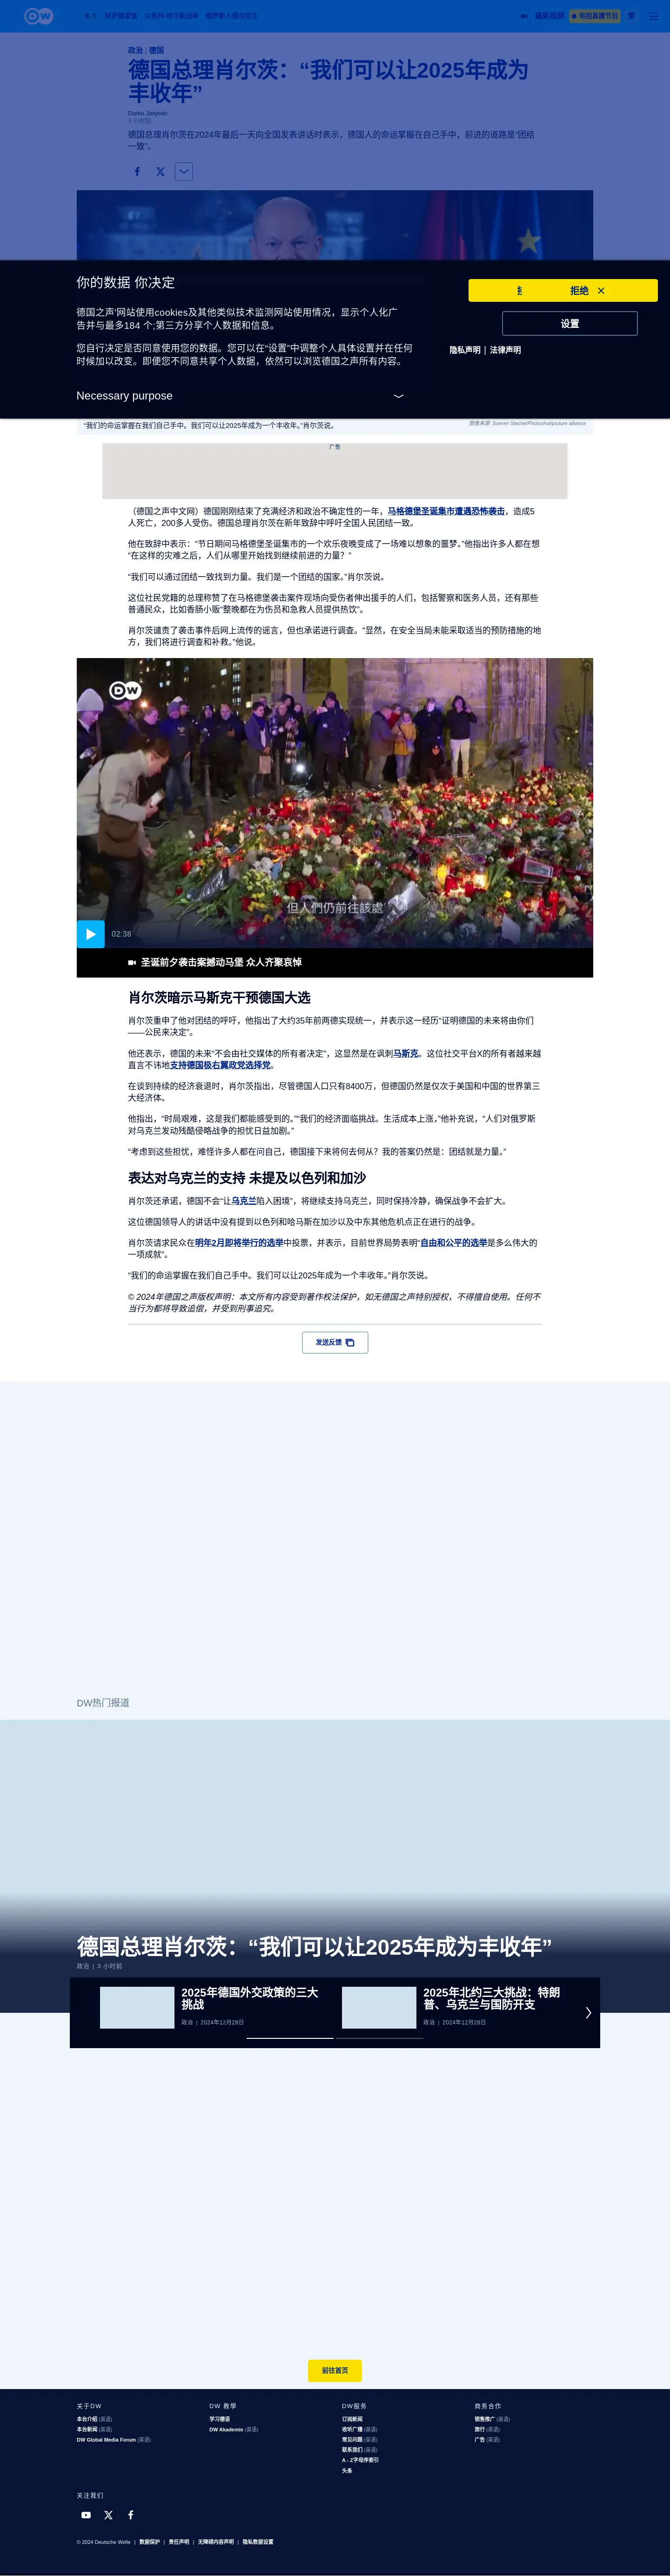 DW
阿萨德家族
以色列-哈马斯战争
俄罗斯入侵乌克兰
最新视频
电视直播节目
政治 | 德国
德国总理肖尔茨：“我们可以让2025年成为
丰收年”
Darko Janjevic
3 小时前
德国总理肖尔茨在2024年最后一天向全国发表讲话时表示，德国人的命运掌握在自己手中，前进的道路是“团结
一致”。
你的数据 你决定
拒绝
德国之声'网站使用cookies及其他类似技术监测网站使用情况，显示个人化广
告并与最多184 个;第三方分享个人数据和信息。
设置
您自行决定是否同意使用您的数据。您可以在“设置”中调整个人具体设置并在任何
时候加以改变。即便您不同意共享个人数据，依然可以浏览德国之声所有内容。
隐私声明 | 法律声明
Necessary purpose
“我们的命运掌握在我们自己手中。我们可以让2025年成为一个丰收年。”肖尔茨说。
图像来源: Soeren Stache/Photoshot/picture alliance
广告
（德国之声中文网）德国刚刚结束了充满经济和政治不确定性的一年，马格德堡圣诞集市遭遇恐怖袭击，造成5
人死亡，200多人受伤。德国总理肖尔茨在新年致辞中呼吁全国人民团结一致。
他在致辞中表示：“节日期间马格德堡圣诞集市的一个欢乐夜晚变成了一场难以想象的噩梦。”他指出许多人都在想
“在这样的灾难之后，人们从哪里开始找到继续前进的力量？”
“我们可以通过团结一致找到力量。我们是一个团结的国家。”肖尔茨说。
这位社民党籍的总理称赞了在马格德堡袭击案件现场向受伤者伸出援手的人们，包括警察和医务人员，还有那些
普通民众，比如香肠小贩“整晚都在为伤员和急救人员提供热饮”。
肖尔茨谴责了袭击事件后网上流传的谣言，但也承诺进行调查。“显然，在安全当局未能采取适当的预防措施的地
方，我们将进行调查和补救。”他说。
DW
但人們仍前往該處
02:38
圣诞前夕袭击案撼动马堡 众人齐聚哀悼
肖尔茨暗示马斯克干预德国大选
肖尔茨重申了他对团结的呼吁，他指出了大约35年前两德实现统一，并表示这一经历“证明德国的未来将由你们
——公民来决定”。
他还表示，德国的未来“不会由社交媒体的所有者决定”，这显然是在讽刺马斯克。这位社交平台X的所有者越来越
直言不讳地支持德国极右翼政党选择党。
在谈到持续的经济衰退时，肖尔茨指出，尽管德国人口只有8400万，但德国仍然是仅次于美国和中国的世界第三
大经济体。
他指出，“时局艰难，这是我们都能感受到的。”“我们的经济面临挑战。生活成本上涨，”他补充说，“人们对俄罗斯
对乌克兰发动残酷侵略战争的担忧日益加剧。”
“考虑到这些担忧，难怪许多人都在问自己，德国接下来将何去何从？我的答案仍然是：团结就是力量。”
表达对乌克兰的支持 未提及以色列和加沙
肖尔茨还承诺，德国不会“让乌克兰陷入困境”，将继续支持乌克兰，同时保持冷静，确保战争不会扩大。
这位德国领导人的讲话中没有提到以色列和哈马斯在加沙以及中东其他危机点正在进行的战争。
肖尔茨请求民众在明年2月即将举行的选举中投票，并表示，目前世界局势表明“自由和公平的选举是多么伟大的
一项成就”。
“我们的命运掌握在我们自己手中。我们可以让2025年成为一个丰收年。”肖尔茨说。
© 2024年德国之声版权声明：本文所有内容受到著作权法保护，如无德国之声特别授权，不得擅自使用。任何不
当行为都将导致追偿，并受到刑事追究。
发送反馈
DW热门报道
德国总理肖尔茨：“我们可以让2025年成为丰收年”
政治 | 3 小时前
2025年德国外交政策的三大
挑战
政治 | 2024年12月28日
2025年北约三大挑战：特朗
普、乌克兰与国防开支
政治 | 2024年12月28日
前往首页
关于DW
本台介绍 (英语)
本台新闻 (英语)
DW Global Media Forum (英语)
DW 教學
学习德语
DW Akademie (英语)
DW服务
订阅新闻
收听广播 (英语)
常见问题 (英语)
联系我们 (英语)
A - Z字母序索引
头条
商务合作
销售推广 (英语)
旅行 (英语)
广告 (英语)
关注我们
© 2024 Deutsche Welle | 数据保护 | 责任声明 | 无障碍内容声明 | 隐私数据设置